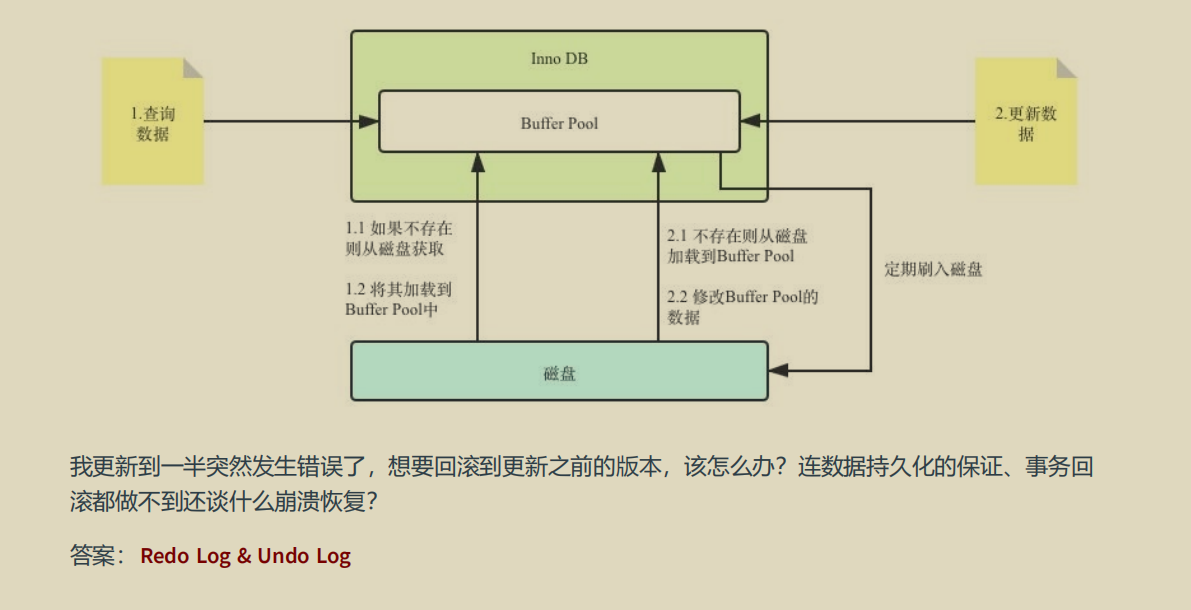 Inno DB
1.查询
数据
Buffer Pool
2.更新数
据
1.1 如果不存在
则从磁盘获取
1.2 将其加载到
Buffer Pool中
2.1 不存在则从磁盘
加载到Buffer Pool
2.2 修改Buffer Pool的
数据
定期刷入磁盘
磁盘
我更新到一半突然发生错误了，想要回滚到更新之前的版本，该怎么办？连数据持久化的保证、事务回
滚都做不到还谈什么崩溃恢复？
答案：Redo Log & Undo Log